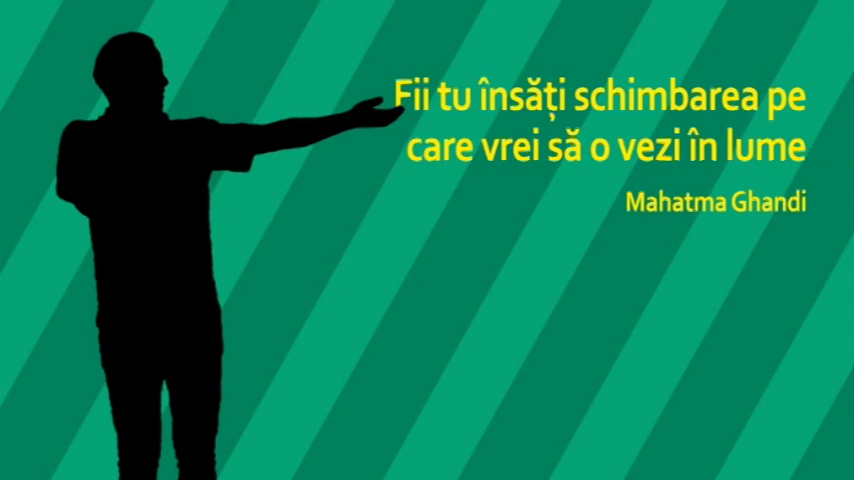 Fii tu însăți schimbarea pe
care vrei să o vezi în lume
Mahatma Ghandi